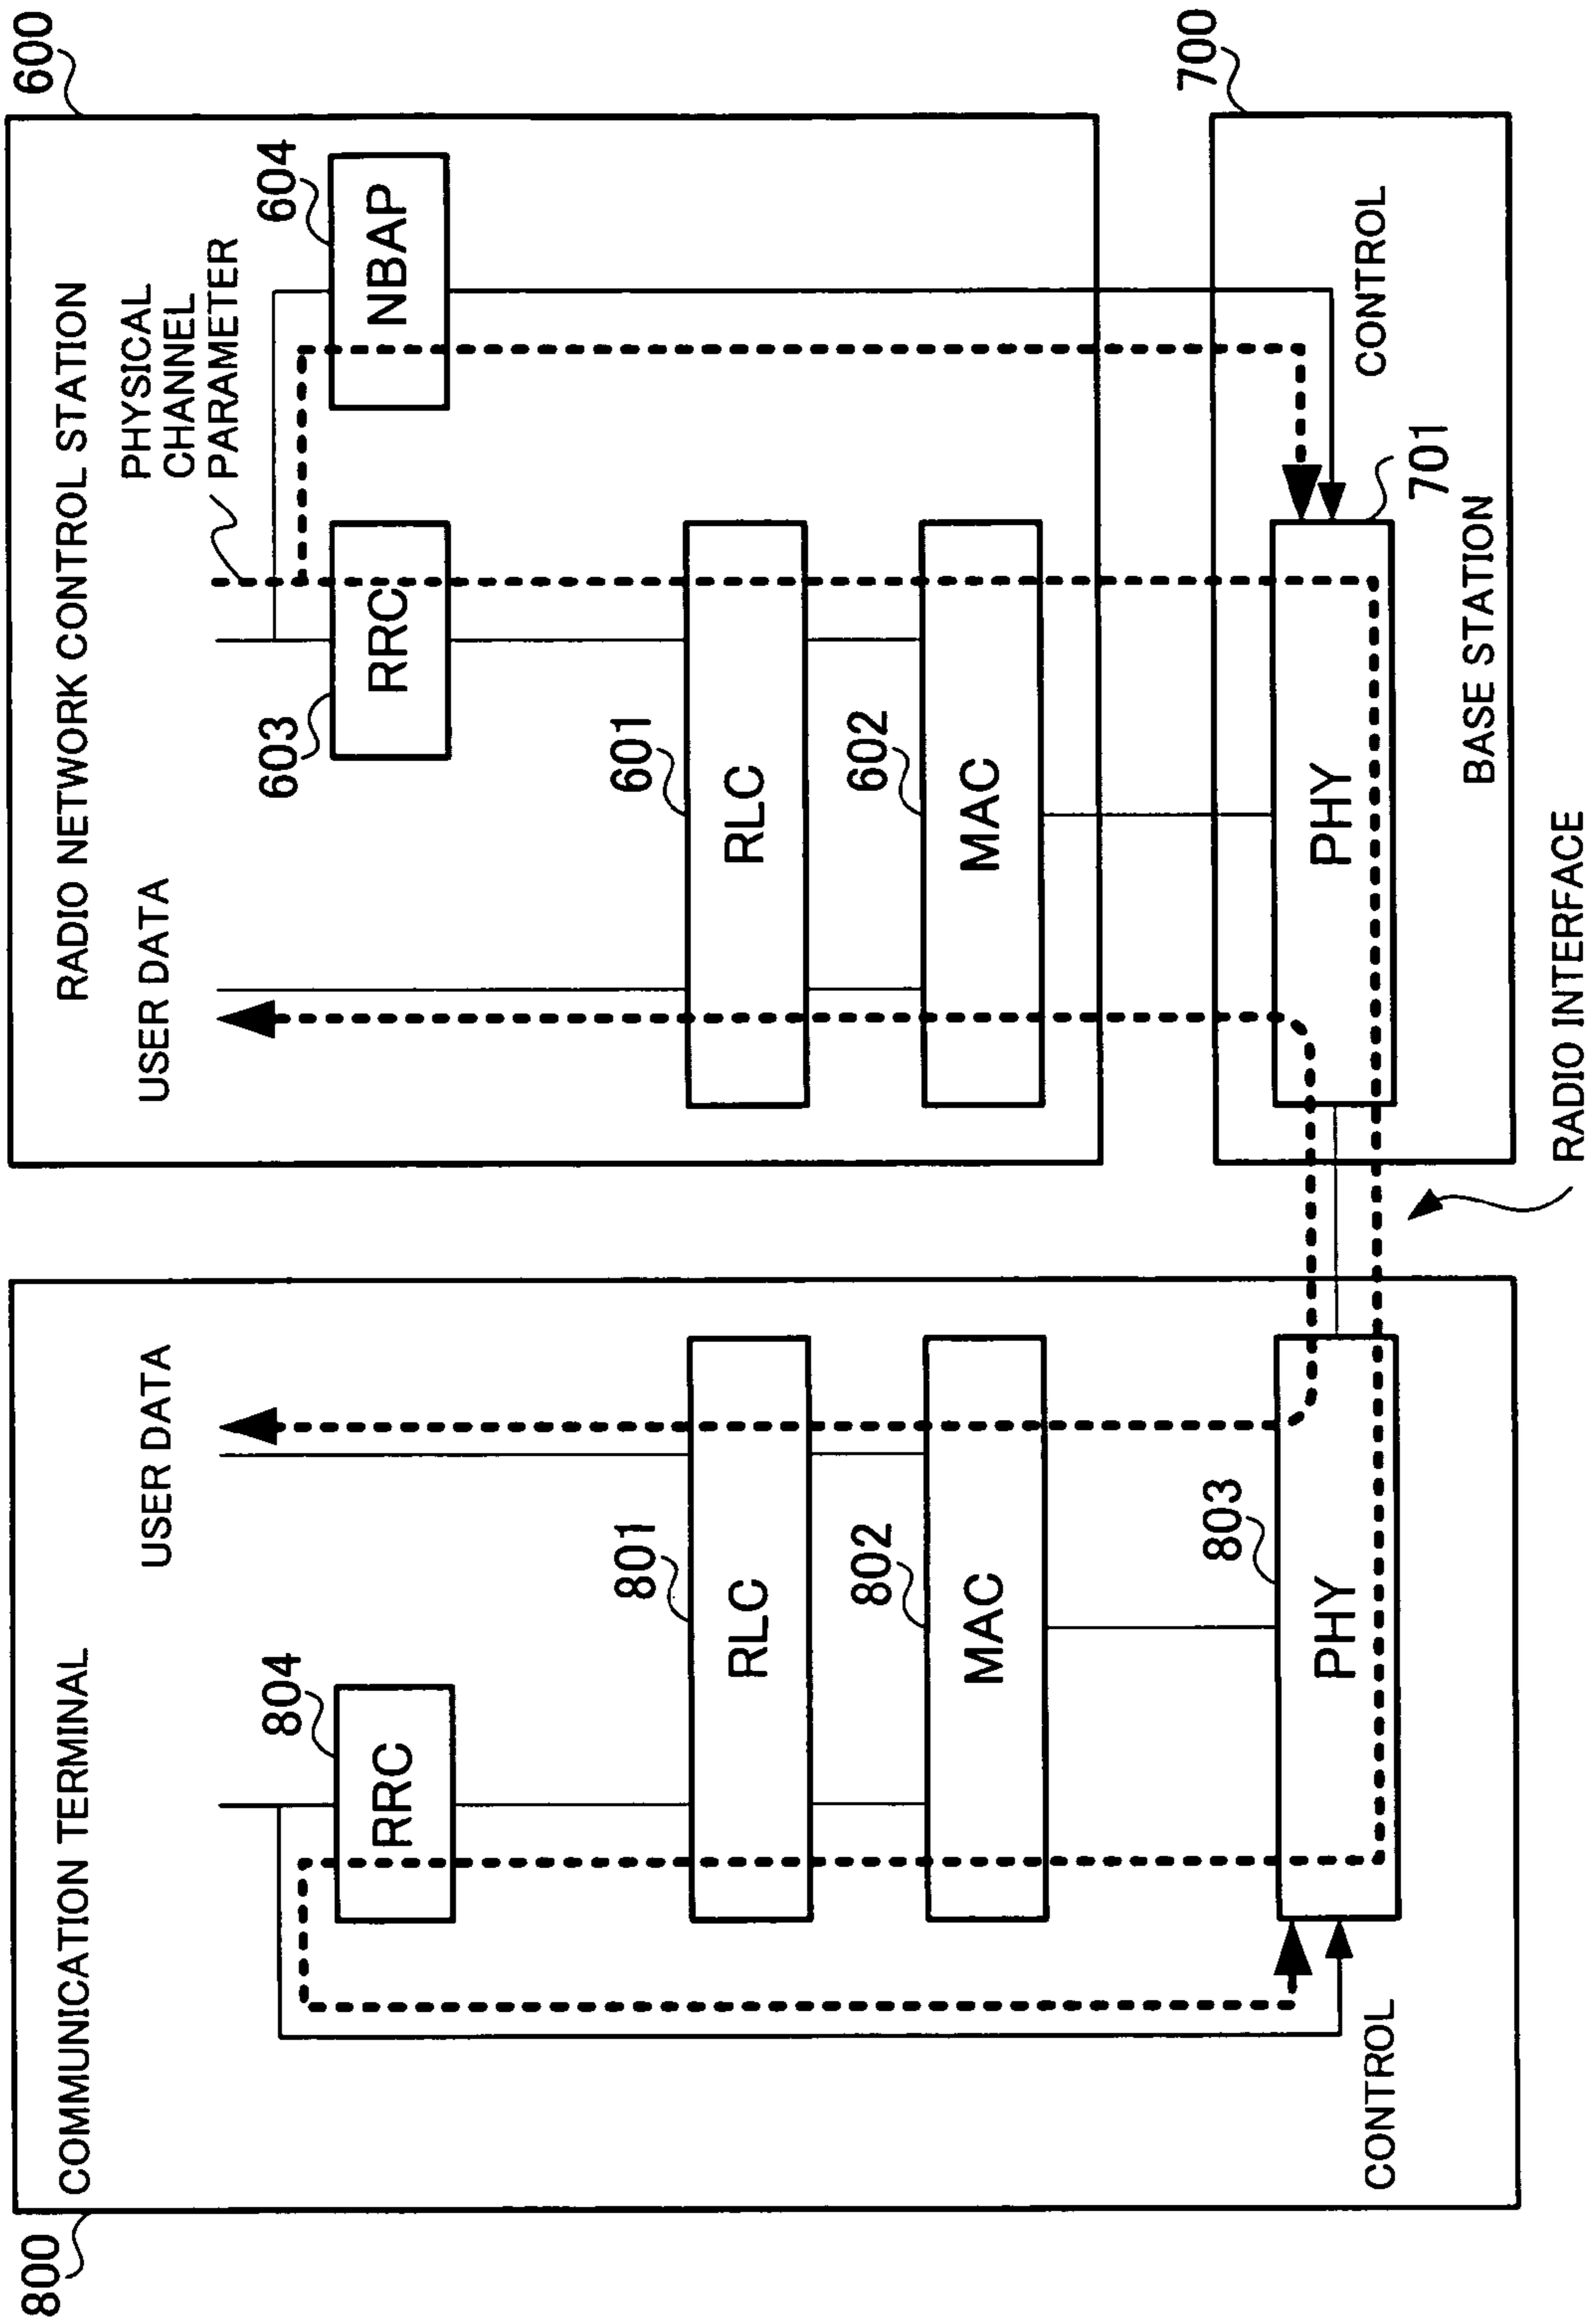 800
COMMUNICATION TERMINAL
USER DATA
804
RRC
801
RLC
802
MAC
803
PHY
CONTROL
600
RADIO NETWORK CONTROL STATION
USER DATA
PHYSICAL
CHANNEL
PARAMETER
603
RRC
604
NBAP
601
RLC
602
MAC
700
PHY
701
CONTROL
BASE STATION
RADIO INTERFACE